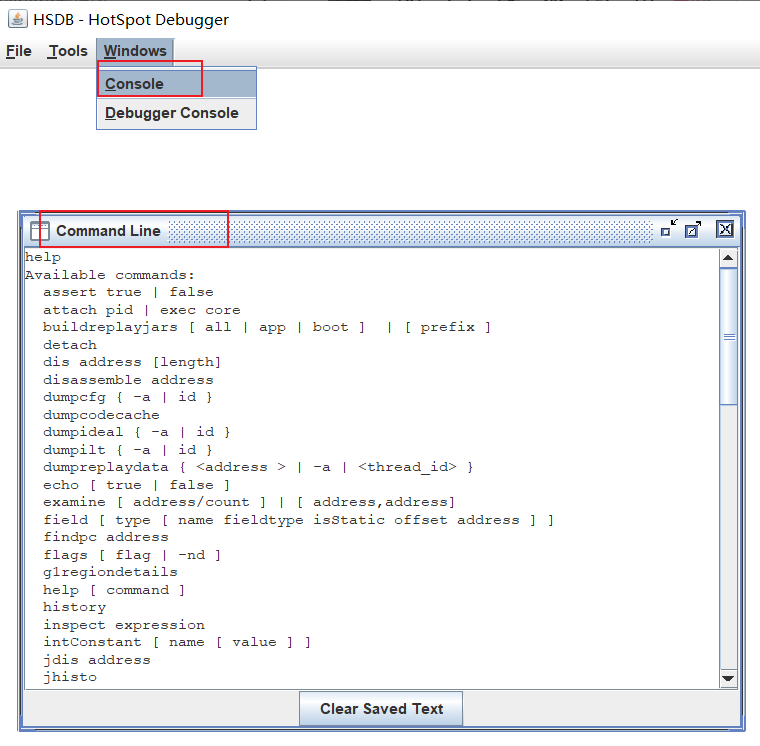 HSDB - HotSpot Debugger
File Tools Windows
Console
Debugger Console
Command Line
help
Available commands:
assert true | false
attach pid | exec core
buildreplayjars [ all | app | boot ]  | [ prefix ]
detach
dis address [length]
disassemble address
dumpcfg { -a | id }
dumpcodecache
dumpideal { -a | id }
dumpilt { -a | id }
dumpreplaydata { <address > | -a | <thread_id> }
echo [ true | false ]
examine [ address/count ] | [ address,address]
field [ type [ name fieldtype isStatic offset address ] ]
findpc address
flags [ flag | -nd ]
g1regiondetails
help [ command ]
history
inspect expression
intConstant [ name [ value ] ]
jdis address
jhisto
Clear Saved Text